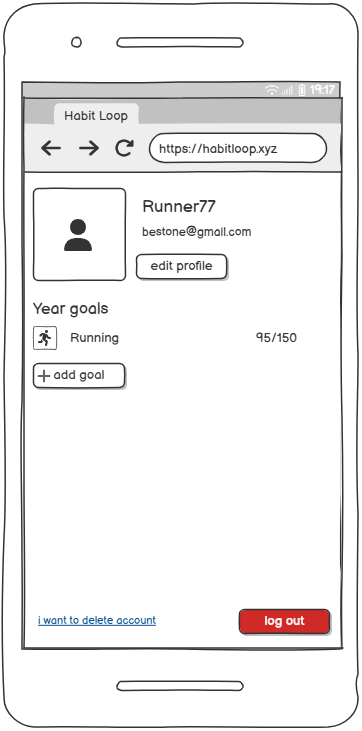 19:17
Habit Loop
https://habitloop.xyz
Runner77
bestone@gmail.com
edit profile
Year goals
Running 95/150
add goal
i want to delete account
log out